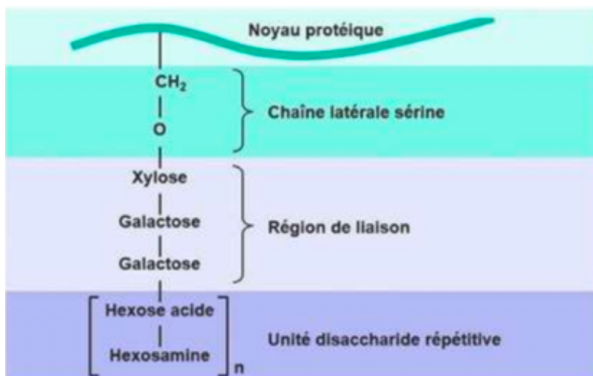 Noyau protéique
CH₂
O
Chaîne latérale sérine
Xylose
Galactose
Galactose
Région de liaison
Hexose acide
Hexosamine
n
Unité disaccharide répétitive